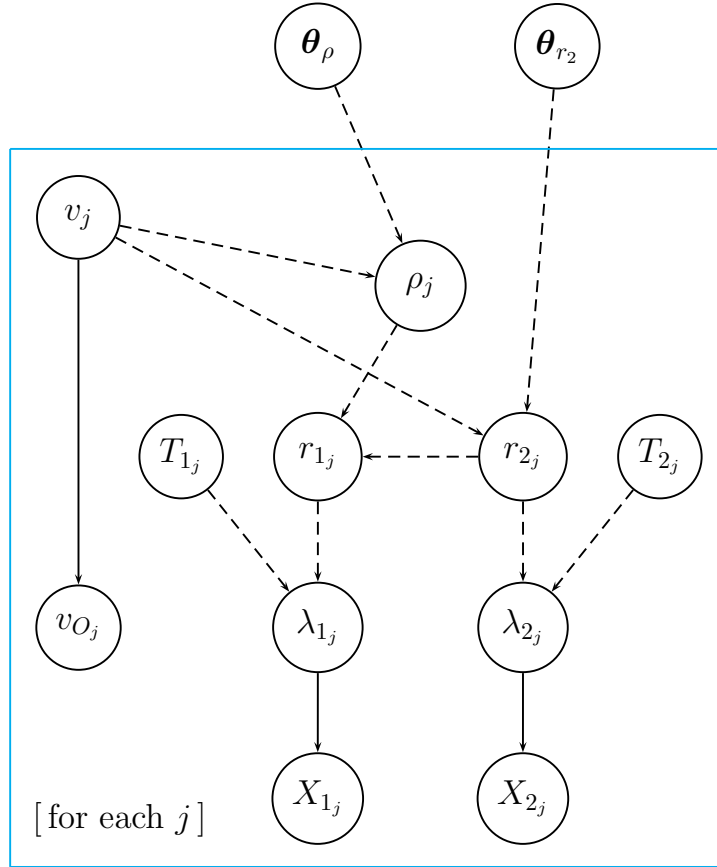 θ_ρ θ_{r_2}
v_j
ρ_j
T_{1_j} r_{1_j} r_{2_j} T_{2_j}
v_{O_j} λ_{1_j} λ_{2_j}
X_{1_j} X_{2_j}
[for each j]